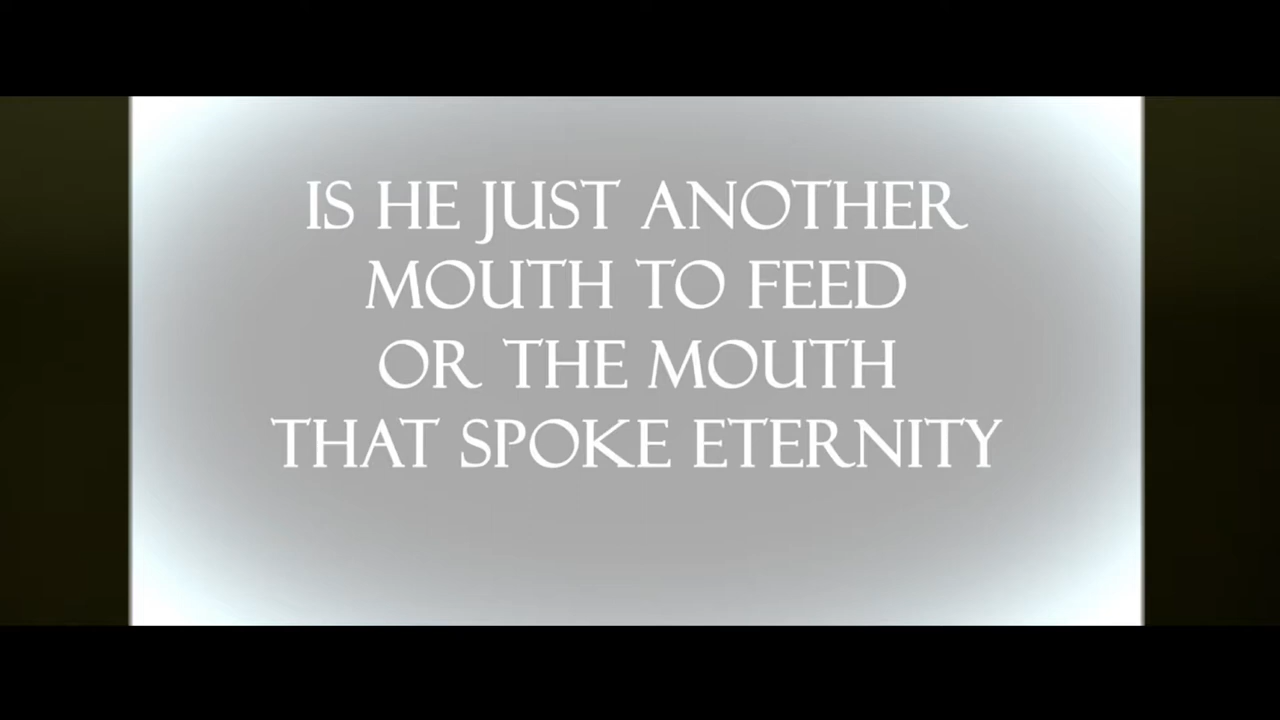 IS HE JUST ANOTHER
MOUTH TO FEED
OR THE MOUTH
THAT SPOKE ETERNITY